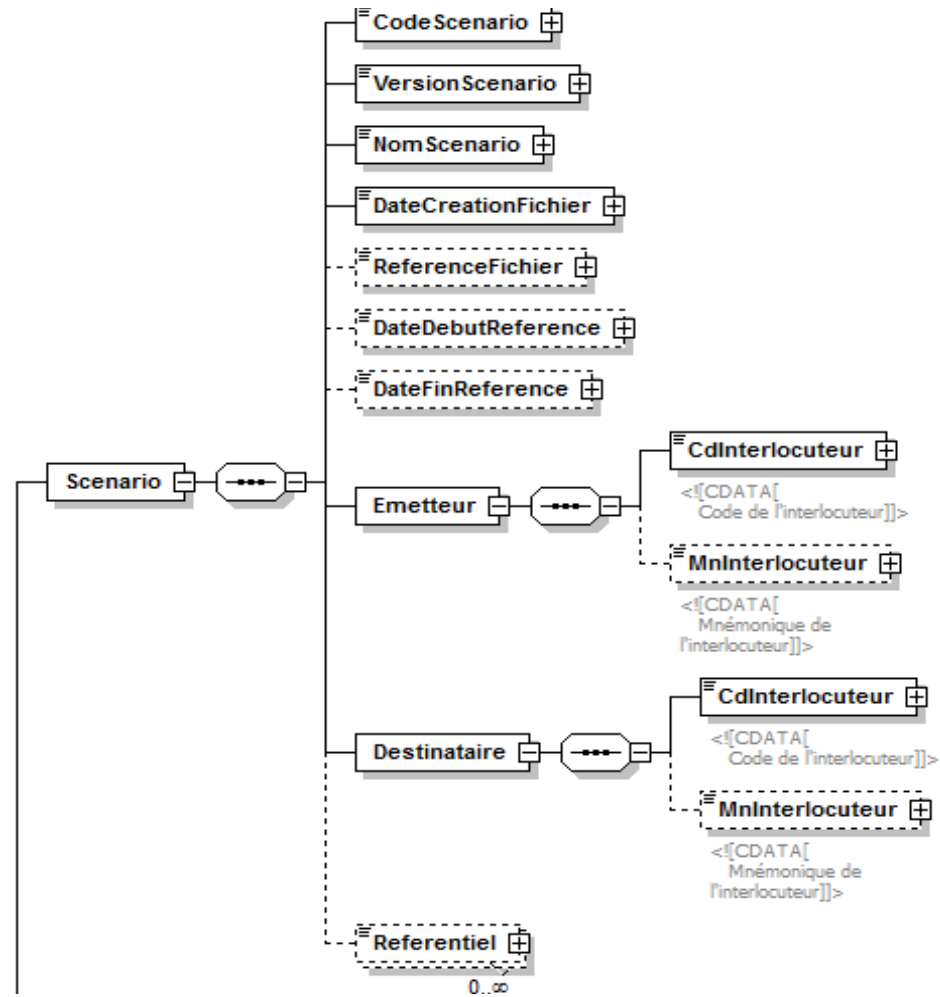 CodeScenario
VersionScenario
NomScenario
DateCreationFichier
ReferenceFichier
DateDebutReference
DateFinReference
Scenario
Emetteur
CdInterlocuteur
<![CDATA[
Code de l'interlocuteur]]>
MnInterlocuteur
<![CDATA[
Mnémonique de
l'interlocuteur]]>
Destinataire
CdInterlocuteur
<![CDATA[
Code de l'interlocuteur]]>
MnInterlocuteur
<![CDATA[
Mnémonique de
l'interlocuteur]]>
Referentiel
0..∞